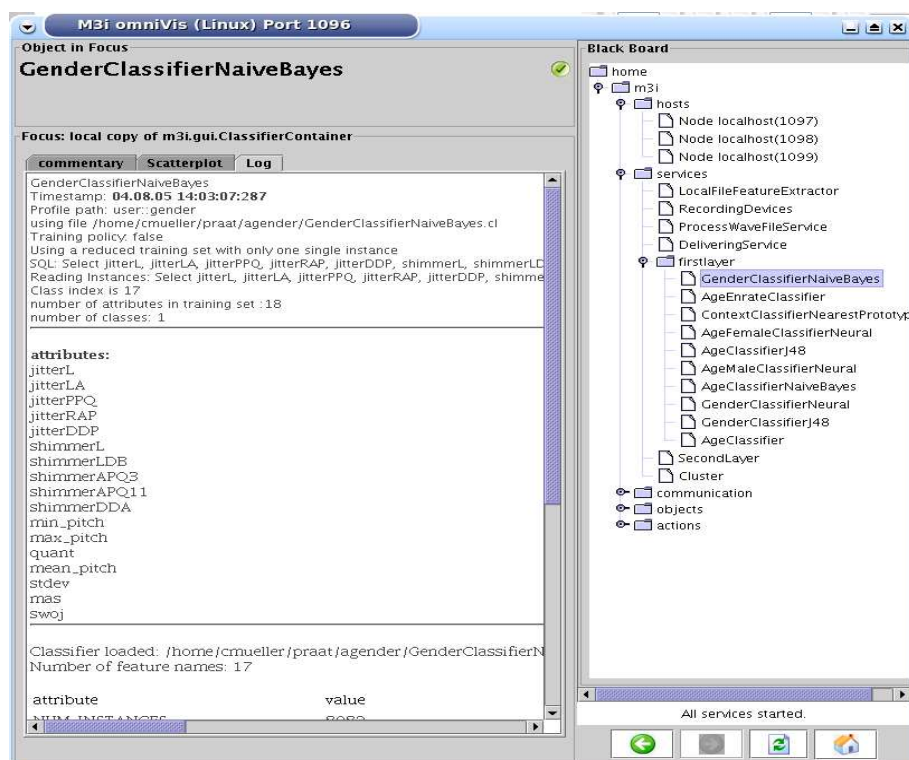 M3i omniVis (Linux) Port 1096
Object in Focus
GenderClassifierNaiveBayes
Focus: local copy of m3i.gui.ClassifierContainer
commentary Scatterplot Log
GenderClassifierNaiveBayes
Timestamp: 04.08.05 14:03:07:287
Profile path: user::gender
using file /home/cmueller/praat/agender/GenderClassifierNaiveBayes.cl
Training policy: false
Using a reduced training set with only one single instance
SQL: Select jitterL, jitterLA, jitterPPQ, jitterRAP, jitterDDP, shimmerL, shimmerLD
Reading Instances: Select jitterL, jitterLA, jitterPPQ, jitterRAP, jitterDDP, shimme
Class index is 17
number of attributes in training set :18
number of classes: 1
attributes:
jitterL
jitterLA
jitterPPQ
jitterRAP
jitterDDP
shimmerL
shimmerLDB
shimmerAPQ3
shimmerAPQ11
shimmerDDA
min_pitch
max_pitch
quant
mean_pitch
stdev
mas
swoj
Classifier loaded: /home/cmueller/praat/agender/GenderClassifierN
Number of feature names: 17
attribute value
NUM_INSTANCES
Black Board
home
m3i
hosts
Node localhost(1097)
Node localhost(1098)
Node localhost(1099)
services
LocalFileFeatureExtractor
RecordingDevices
ProcessWaveFileService
DeliveringService
firstlayer
GenderClassifierNaiveBayes
AgeEnrateClassifier
ContextClassifierNearestPrototyp
AgeFemaleClassifierNeural
AgeClassifierJ48
AgeMaleClassifierNeural
AgeClassifierNaiveBayes
GenderClassifierNeural
GenderClassifierJ48
AgeClassifier
SecondLayer
Cluster
communication
objects
actions
All services started.